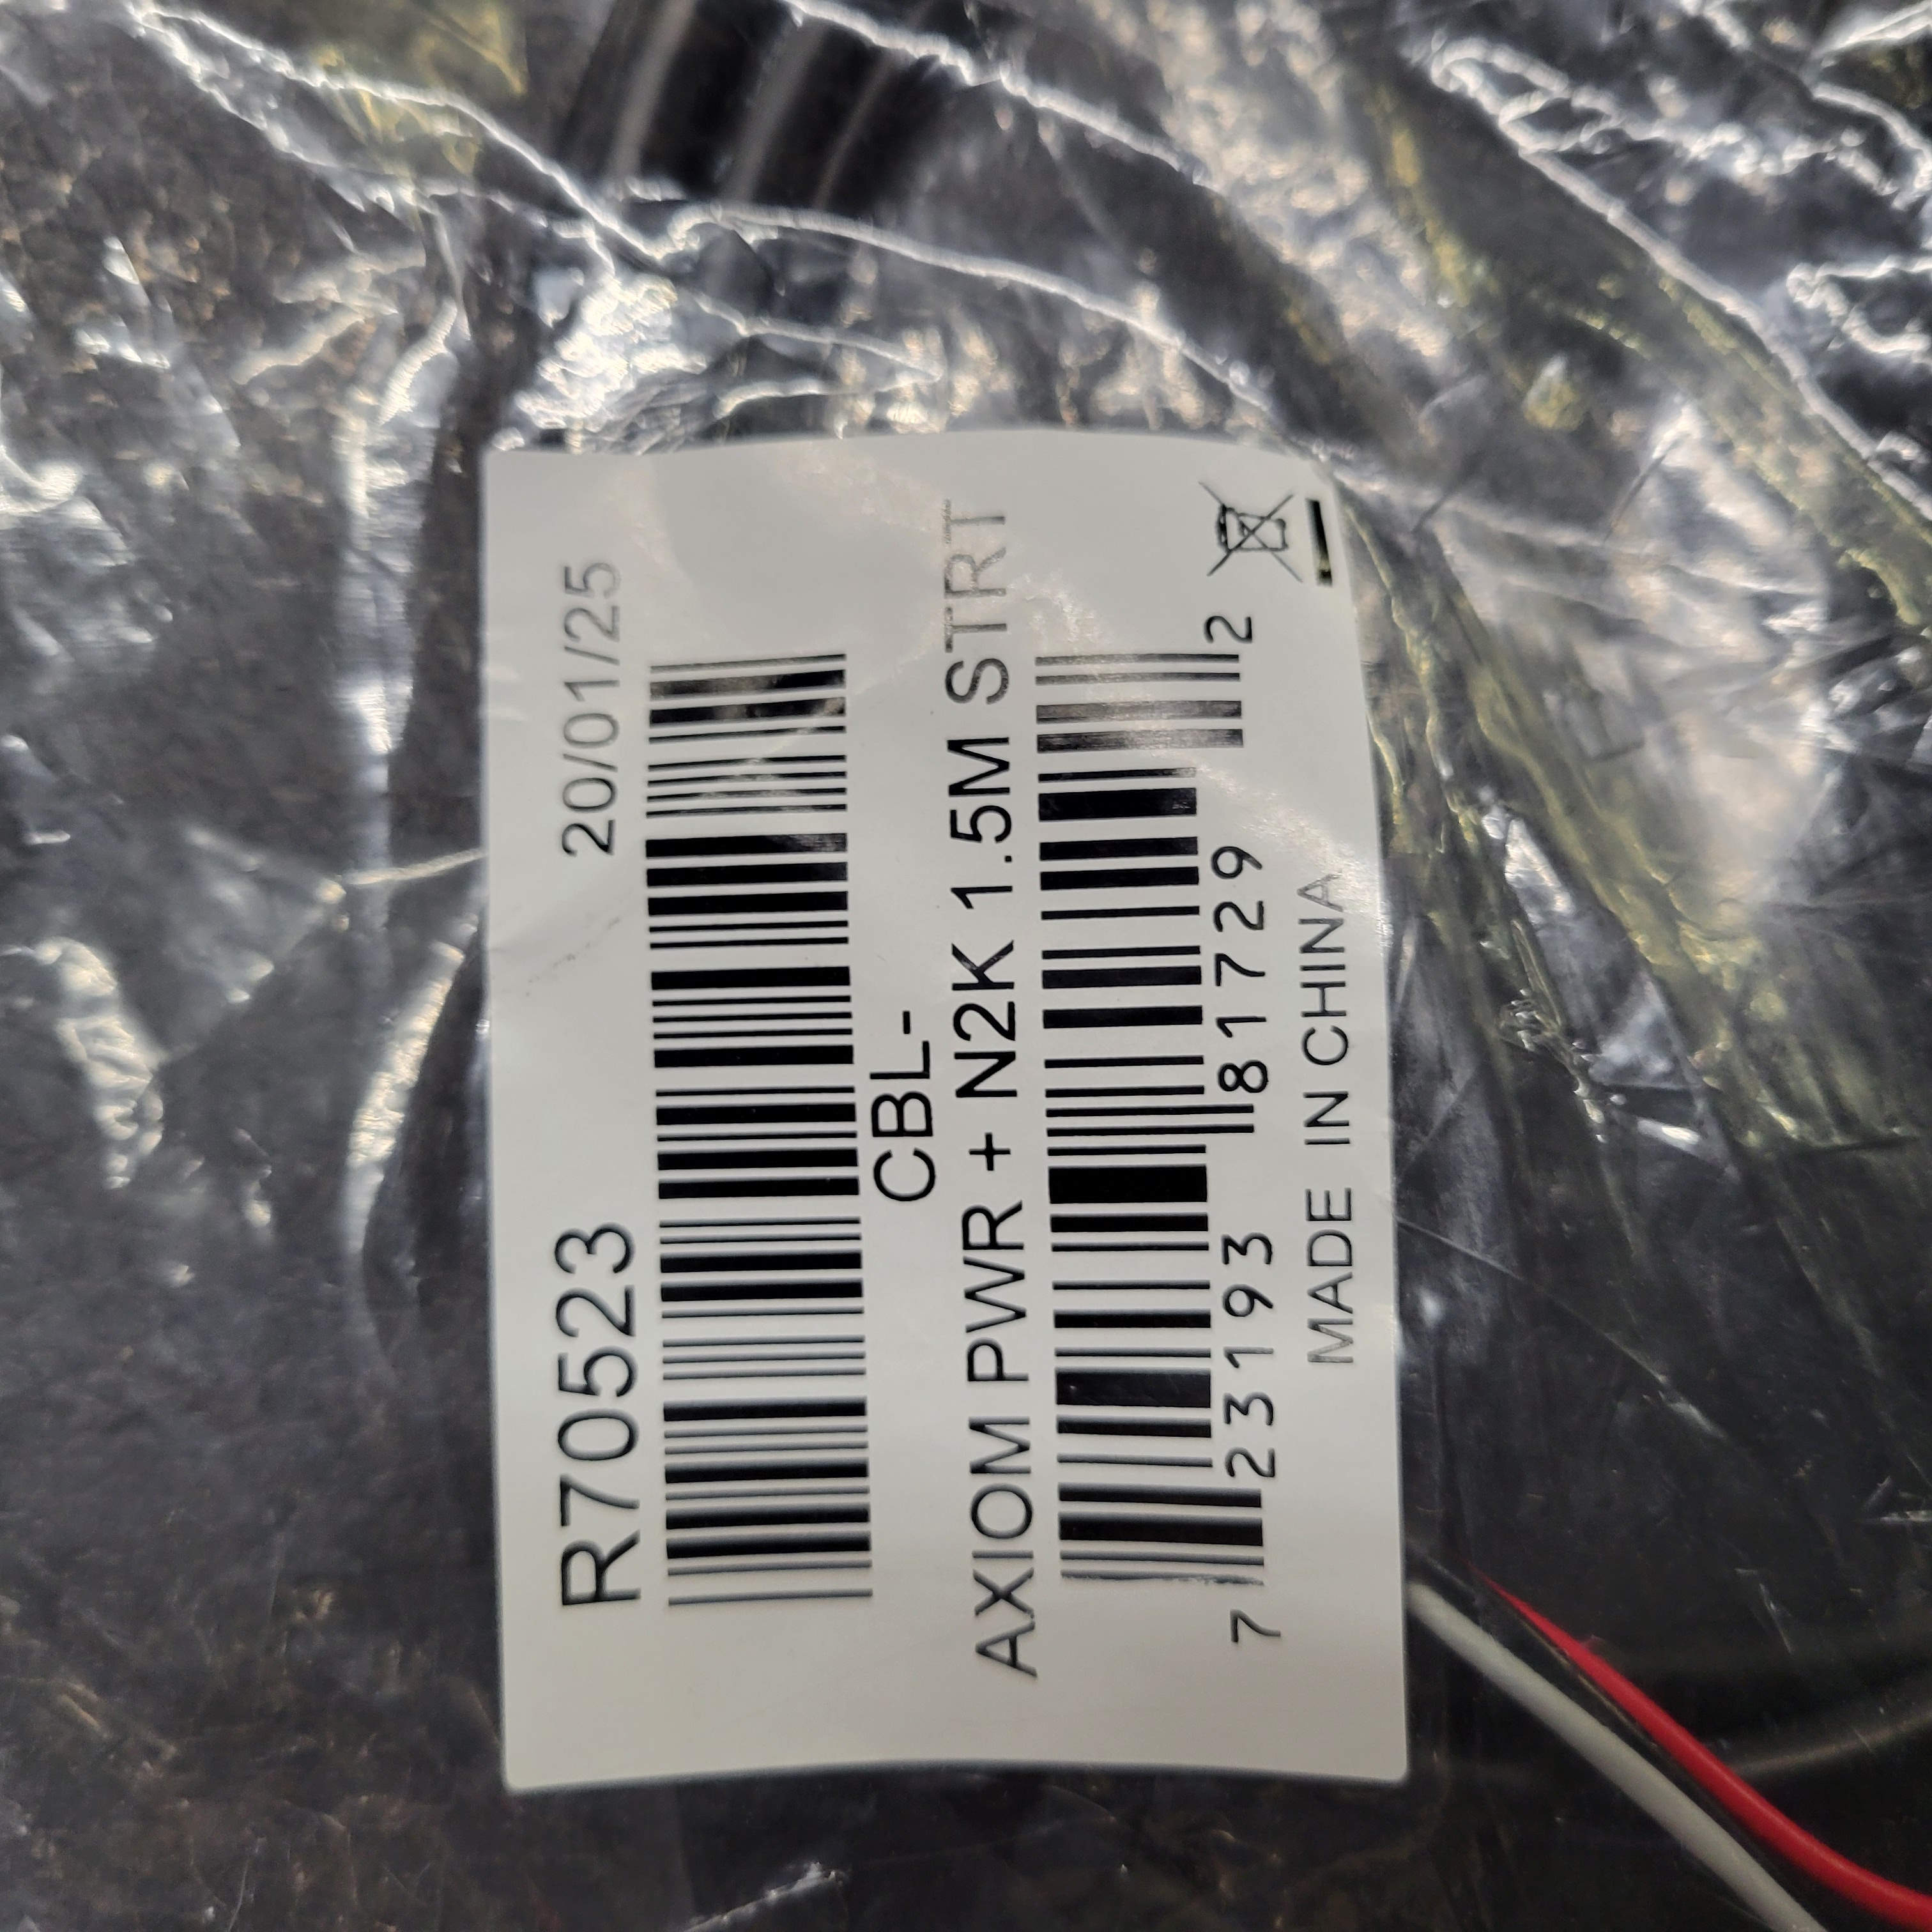 R70523 20/01/25
CBL-
AXIOM PWR + N2K 1.5M STRT
7 23193 81729 2
MADE IN CHINA